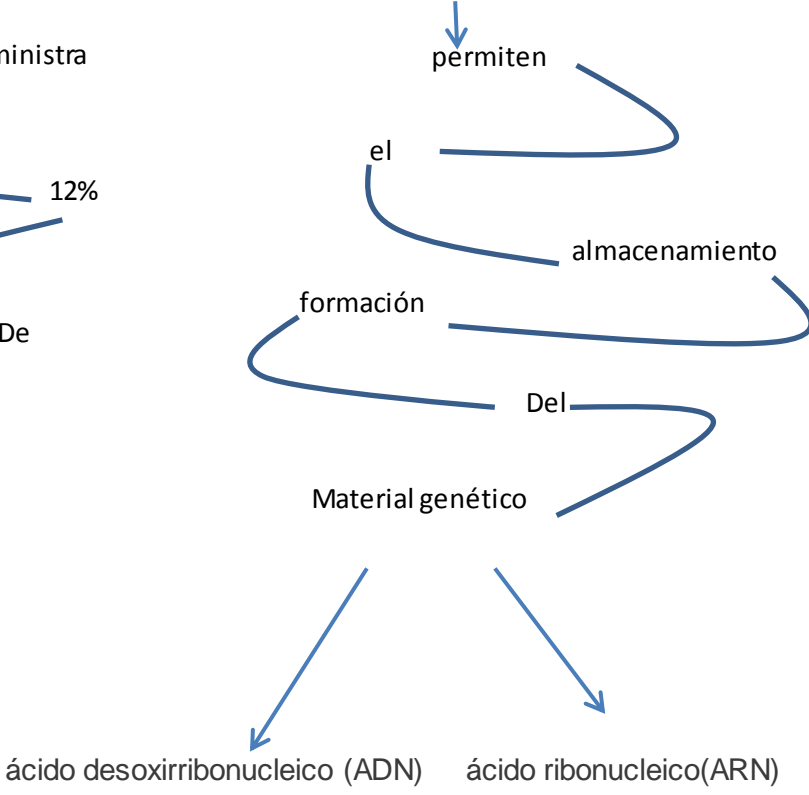 ministra
permiten
el
12%
almacenamiento
formación
De
Del
Material genético
ácido desoxirribonucleico (ADN)
ácido ribonucleico(ARN)